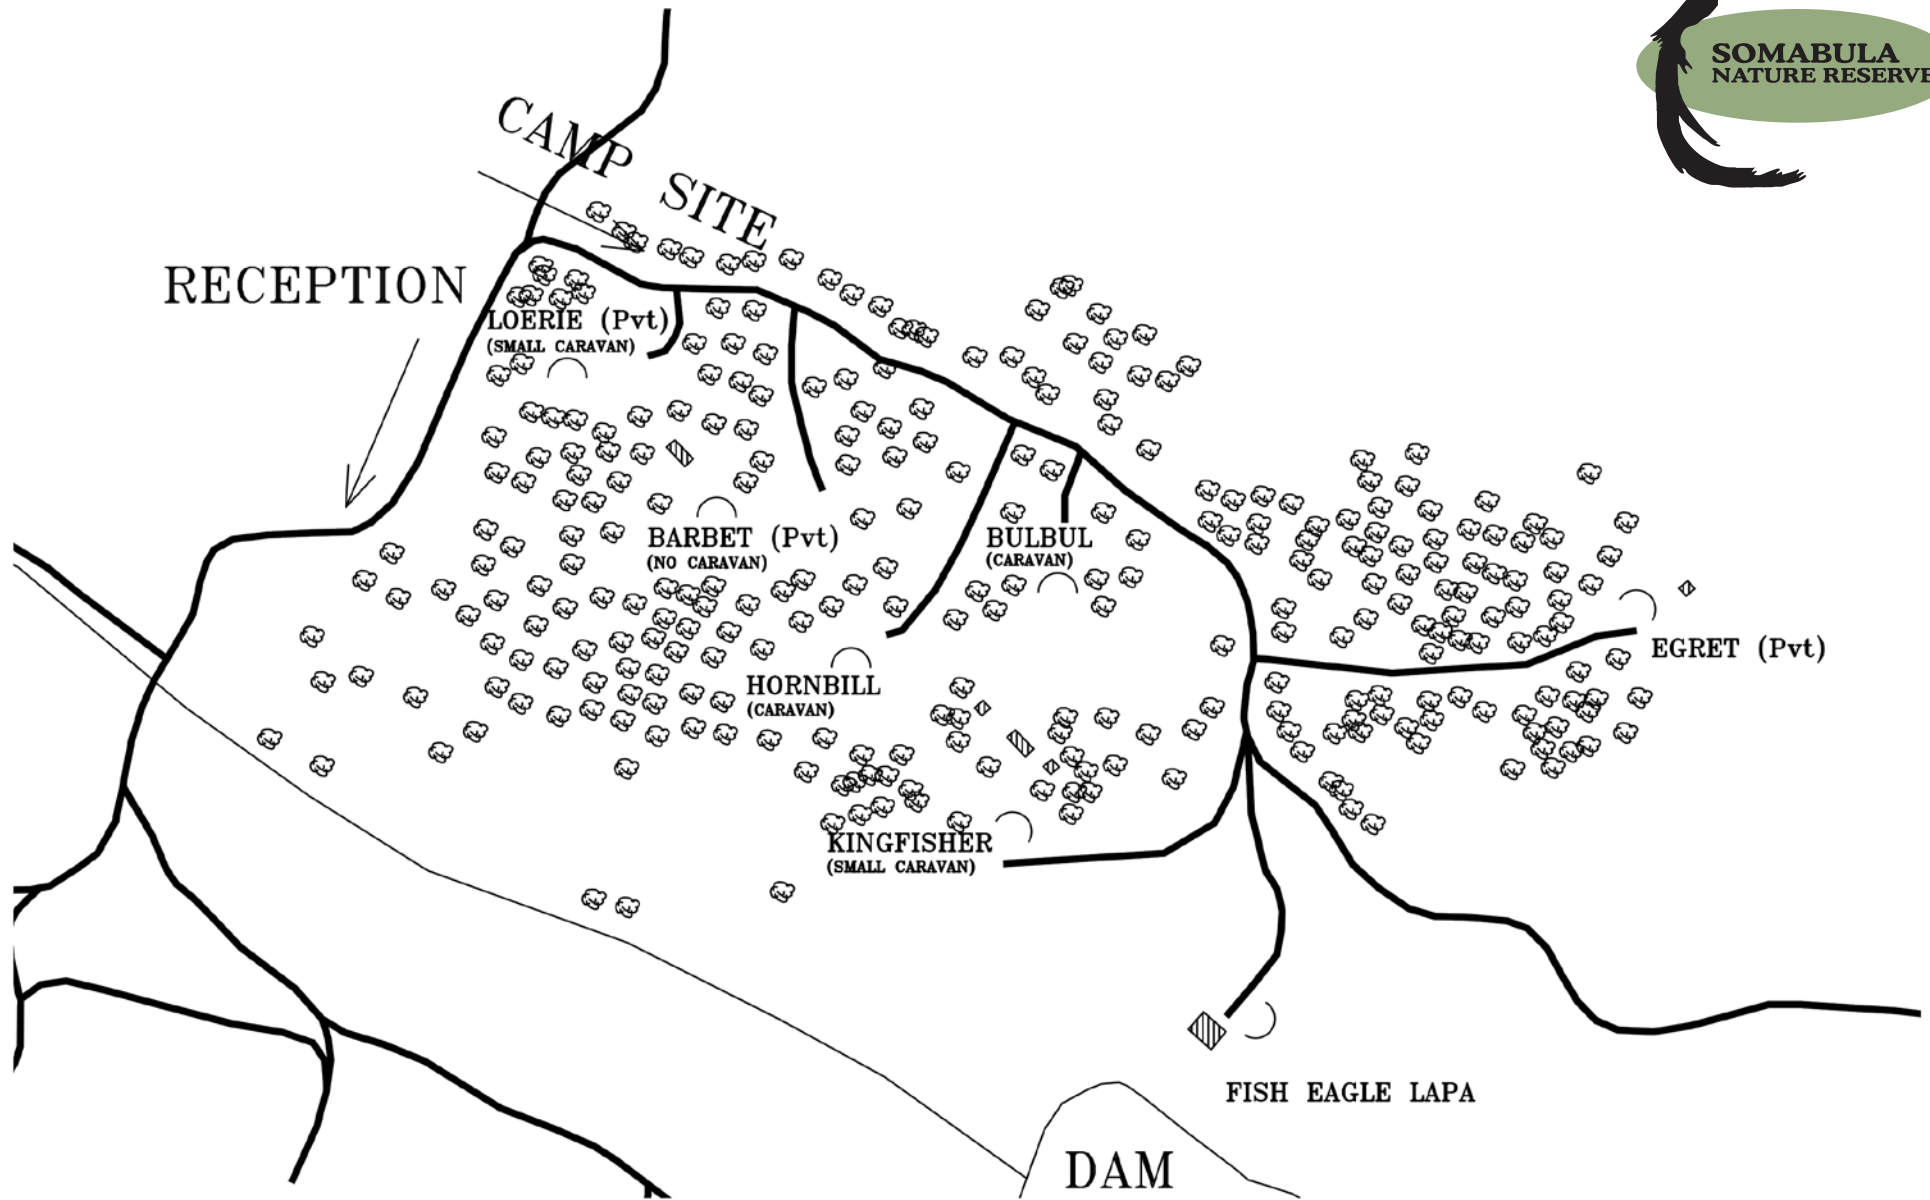 SOMABULA
NATURE RESERVE
CAMP SITE
RECEPTION
LOERIE (Pvt)
(SMALL CARAVAN)
BARBET (Pvt)
(NO CARAVAN)
BULBUL
(CARAVAN)
EGRET (Pvt)
HORNBILL
(CARAVAN)
KINGFISHER
(SMALL CARAVAN)
FISH EAGLE LAPA
DAM